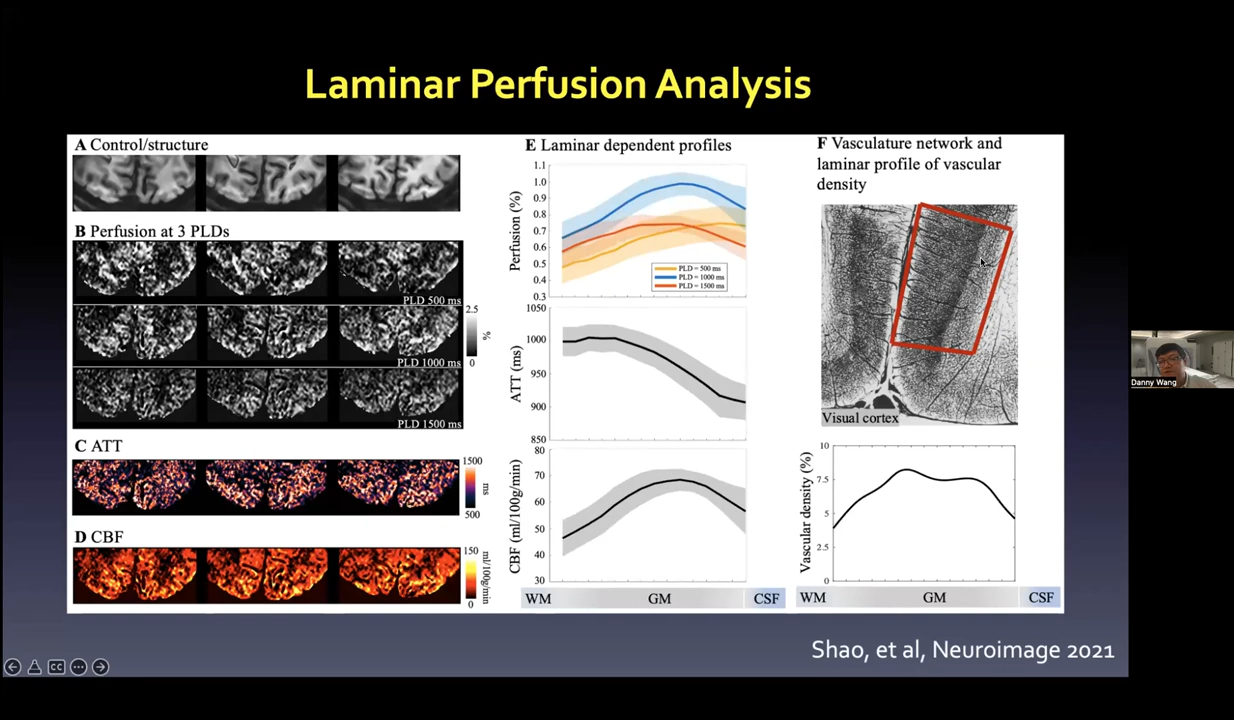 Laminar Perfusion Analysis
A Control/structure
B Perfusion at 3 PLDs
PLD 500 ms
2.5
%
0
PLD 1000 ms
PLD 1500 ms
C ATT
1500
ms
500
D CBF
150
ml/100g/min
0
E Laminar dependent profiles
1.1
1.0
0.9
0.8
0.7
0.6
0.5
0.4
0.3
Perfusion (%)
PLD = 500 ms
PLD = 1000 ms
PLD = 1500 ms
1050
1000
950
900
850
ATT (ms)
80
70
60
50
40
30
CBF (ml/100g/min)
WM GM CSF
F Vasculature network and
laminar profile of vascular
density
Visual cortex
10
7.5
5
2.5
0
Vascular density (%)
WM GM CSF
Shao, et al, Neuroimage 2021
CC
Danny Wang